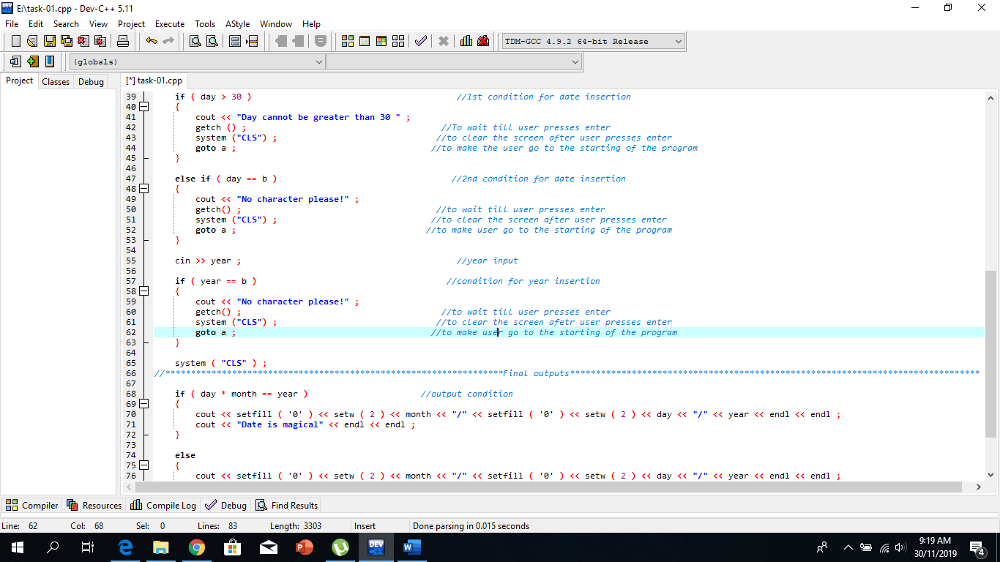 E:\task-01.cpp - Dev-C++ 5.11
File Edit Search View Project Execute Tools AStyle Window Help
TDM-GCC 4.9.2 64-bit Release
(globals)
Project Classes Debug [*] task-01.cpp
39 if ( day > 30 ) //1st condition for date insertion
40 {
41 cout << "Day cannot be greater than 30 " ;
42 getch () ; //To wait till user presses enter
43 system ("CLS") ; //to clear the screen after user presses enter
44 goto a ; //to make the user go to the starting of the program
45 }
46
47 else if ( day == b ) //2nd condition for date insertion
48 {
49 cout << "No character please!" ;
50 getch() ; //to wait till user presses enter
51 system ("CLS") ; //to clear the screen after user presses enter
52 goto a ; //to make user go to the starting of the program
53 }
54
55 cin >> year ; //year input
56
57 if ( year == b ) //condition for year insertion
58 {
59 cout << "No character please!" ;
60 getch() ; //to wait till user presses enter
61 system ("CLS") ; //to clear the screen afetr user presses enter
62 goto a ; //to make user go to the starting of the program
63 }
64
65 system ( "CLS" ) ;
66 //******************************************************************Final outputs********************************************************************************
67
68 if ( day * month == year ) //output condition
69 {
70 cout << setfill ( '0' ) << setw ( 2 ) << month << "/" << setfill ( '0' ) << setw ( 2 ) << day << "/" << year << endl << endl ;
71 cout << "Date is magical" << endl << endl ;
72 }
73
74 else
75 {
76 cout << setfill ( '0' ) << setw ( 2 ) << month << "/" << setfill ( '0' ) << setw ( 2 ) << day << "/" << year << endl << endl ;
Compiler Resources Compile Log Debug Find Results
Line: 62 Col: 68 Sel: 0 Lines: 83 Length: 3303 Insert Done parsing in 0.015 seconds
9:19 AM
30/11/2019
4